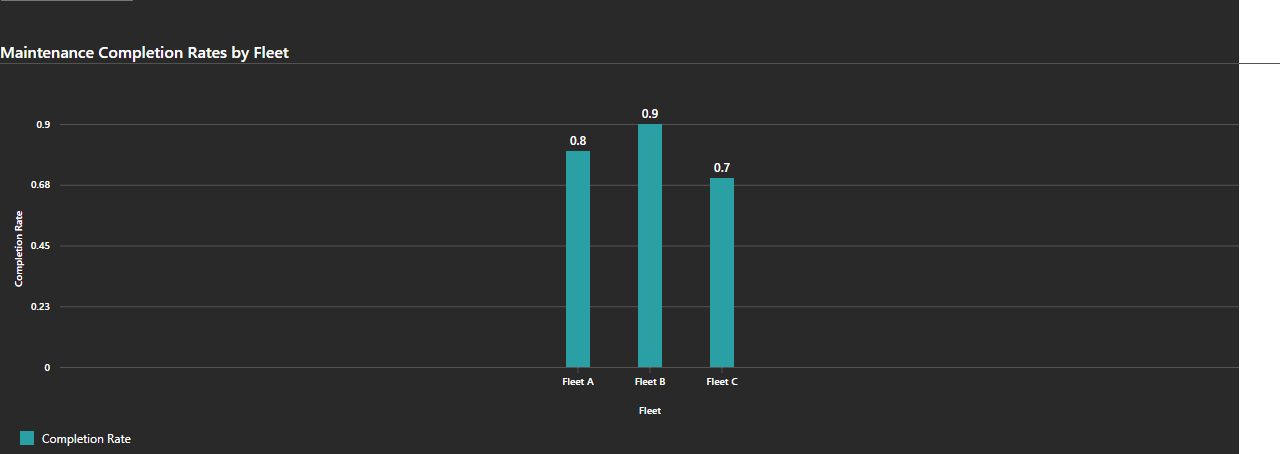 Maintenance Completion Rates by Fleet
0.9
0.8
0.7
0.9
0.68
0.45
0.23
0
Completion Rate
Fleet A
Fleet B
Fleet C
Fleet
Completion Rate